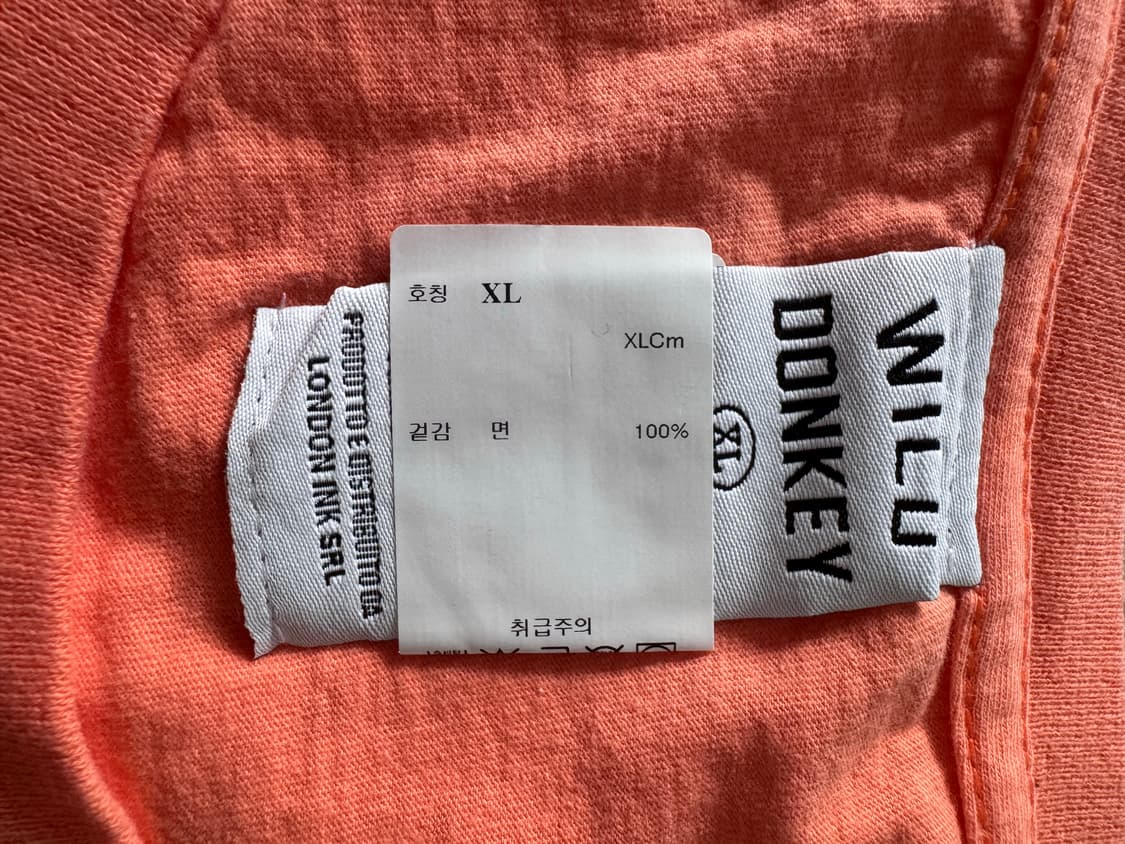 호칭 XL
XLCm
겉감 면 100%
취급주의
WILU
DONKEY
XL
PRODOTTO E DISTRIBUITO DA
LONDON INK SRL